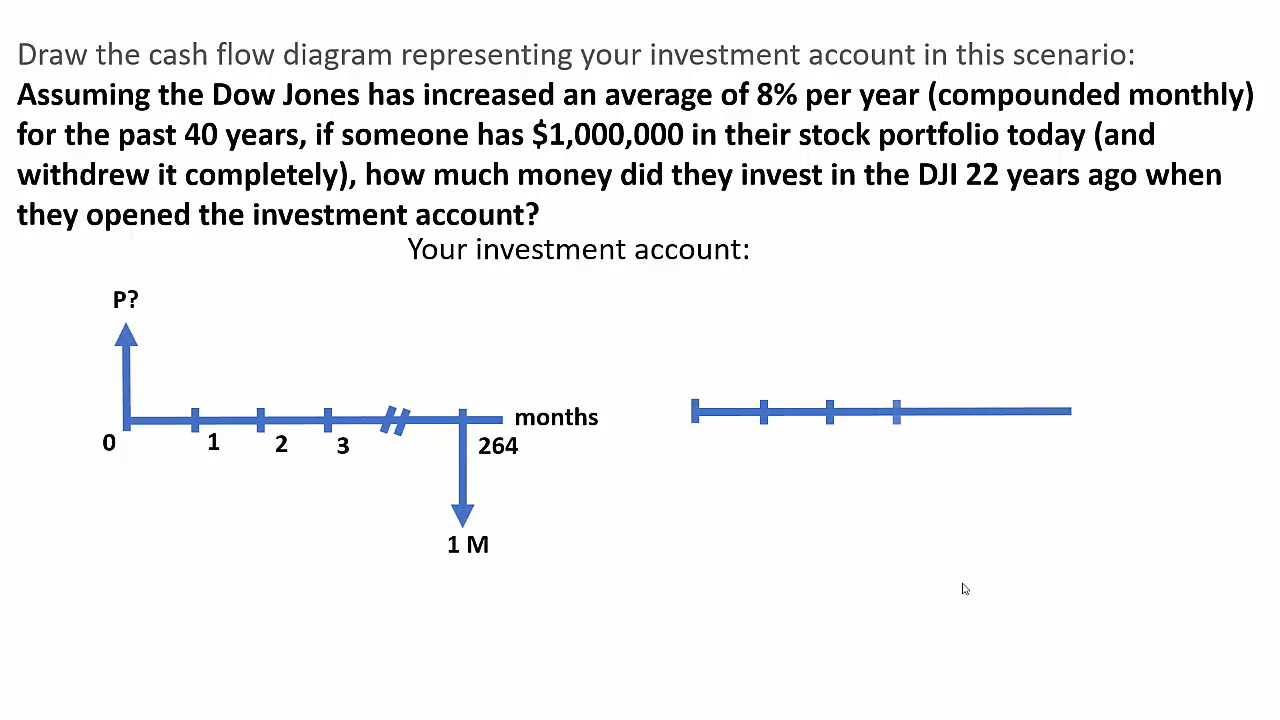 Draw the cash flow diagram representing your investment account in this scenario:
Assuming the Dow Jones has increased an average of 8% per year (compounded monthly)
for the past 40 years, if someone has $1,000,000 in their stock portfolio today (and
withdrew it completely), how much money did they invest in the DJI 22 years ago when
they opened the investment account?
Your investment account:
P?
months
0
1
2
3
264
1 M